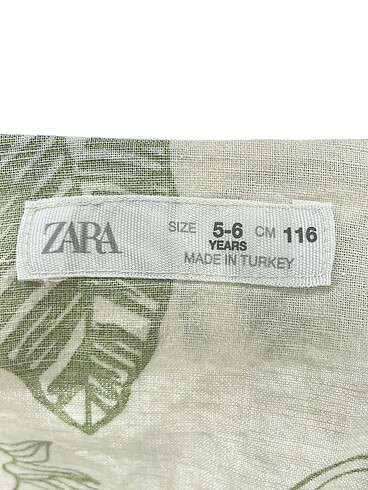 ZARA
SIZE 5-6 CM 116
YEARS
MADE IN TURKEY